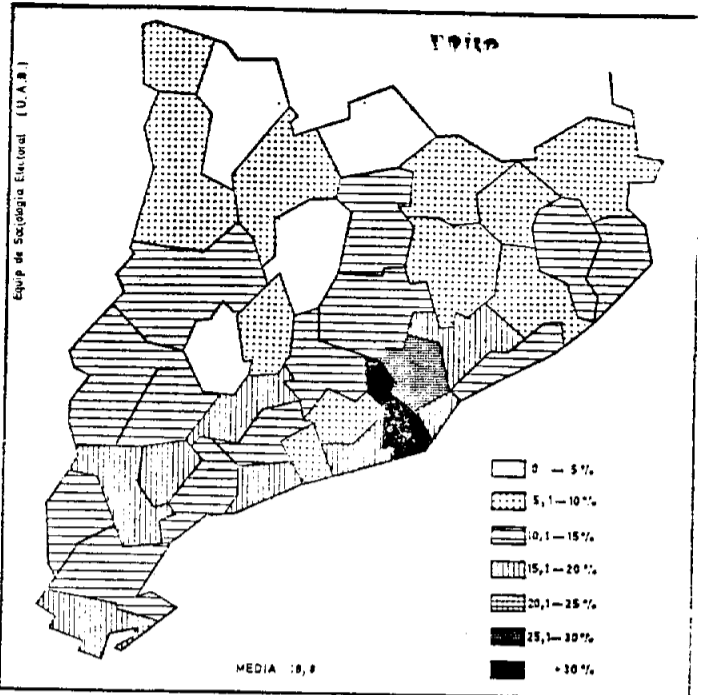 Equip de Sociologia Electoral (U.A.B.)
0 — 5%
5,1 — 10%
10,1 — 15%
15,1 — 20%
20,1 — 25%
25,1 — 30%
+30%
MEDIA